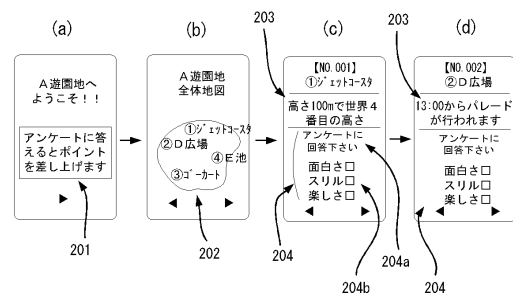 (a)
A遊園地へ
ようこそ！！
アンケートに答
えるとポイント
を差し上げます
▶
201
(b)
A遊園地
全体地図
①ジェットコースタ
②D広場
④E池
③ゴーカート
◀ ▶
202
(c)
203
【NO.001】
①ジェットコースタ
高さ100mで世界4
番目の高さ
アンケートに
回答下さい
面白さ□
スリル□
楽しさ□
◀ ▶
204
204a
204b
(d)
203
【NO.002】
②D広場
13:00からパレード
が行われます
アンケートに
回答下さい
面白さ□
スリル□
楽しさ□
◀ ▶
204